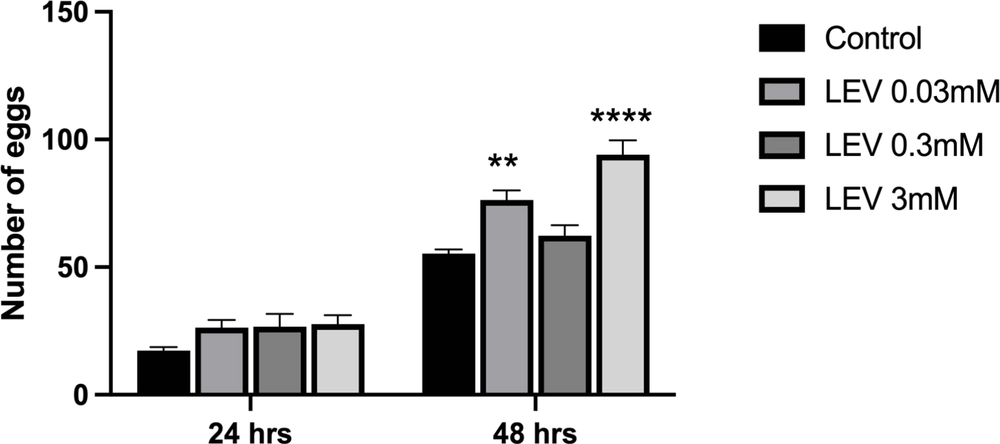 Number of eggs
150
100
50
0
**
****
24 hrs
48 hrs
Control
LEV 0.03mM
LEV 0.3mM
LEV 3mM